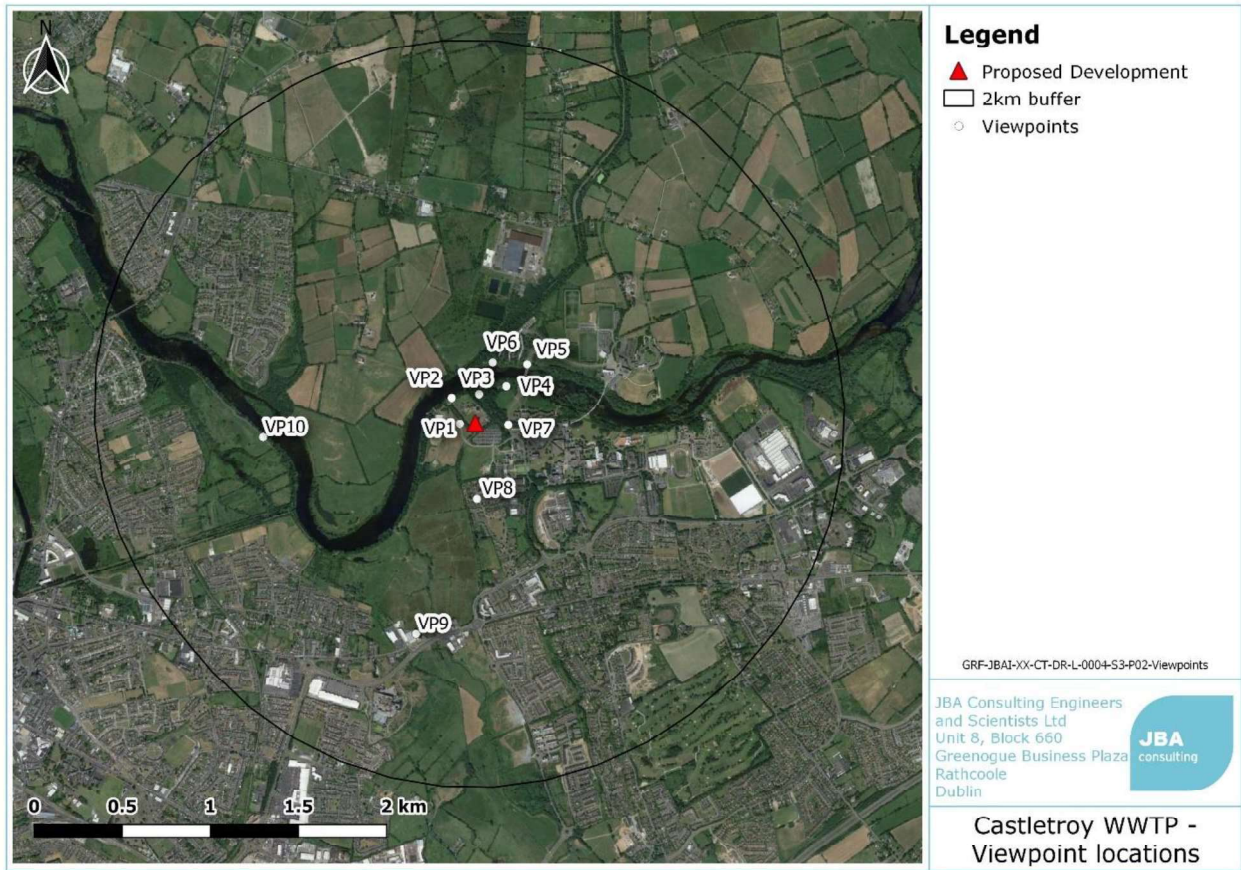 N
VP6
VP5
VP2
VP3
VP4
VP1
VP7
VP10
VP8
VP9
0 0.5 1 1.5 2 km
Legend
Proposed Development
2km buffer
Viewpoints
GRF-JBAI-XX-CT-DR-L-0004-S3-P02-Viewpoints
JBA Consulting Engineers
and Scientists Ltd
Unit 8, Block 660
Greenogue Business Plaza
Rathcoole
Dublin
JBA
consulting
Castletroy WWTP -
Viewpoint locations